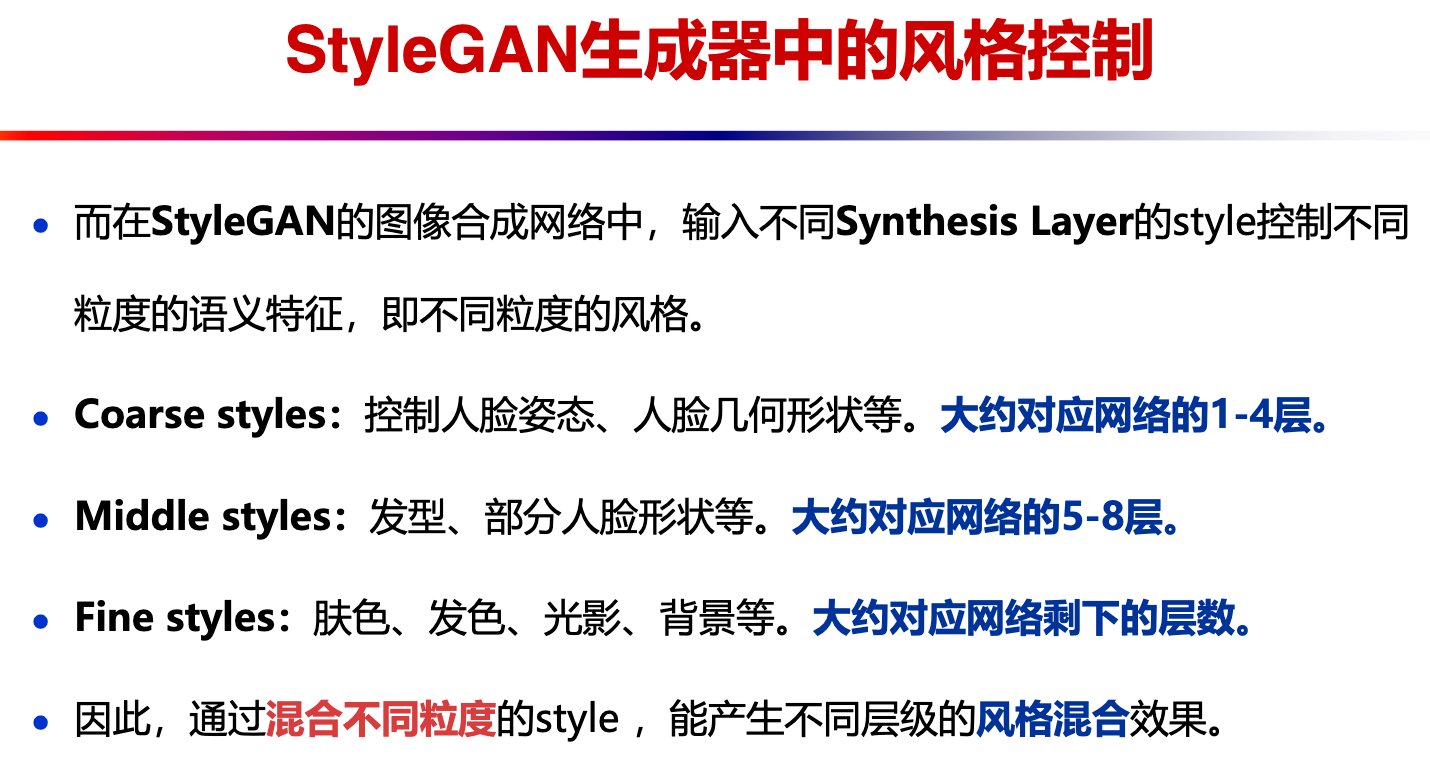 StyleGAN生成器中的风格控制
而在StyleGAN的图像合成网络中，输入不同Synthesis Layer的style控制不同
粒度的语义特征，即不同粒度的风格。
Coarse styles：控制人脸姿态、人脸几何形状等。大约对应网络的1-4层。
Middle styles：发型、部分人脸形状等。大约对应网络的5-8层。
Fine styles：肤色、发色、光影、背景等。大约对应网络剩下的层数。
因此，通过混合不同粒度的style ，能产生不同层级的风格混合效果。